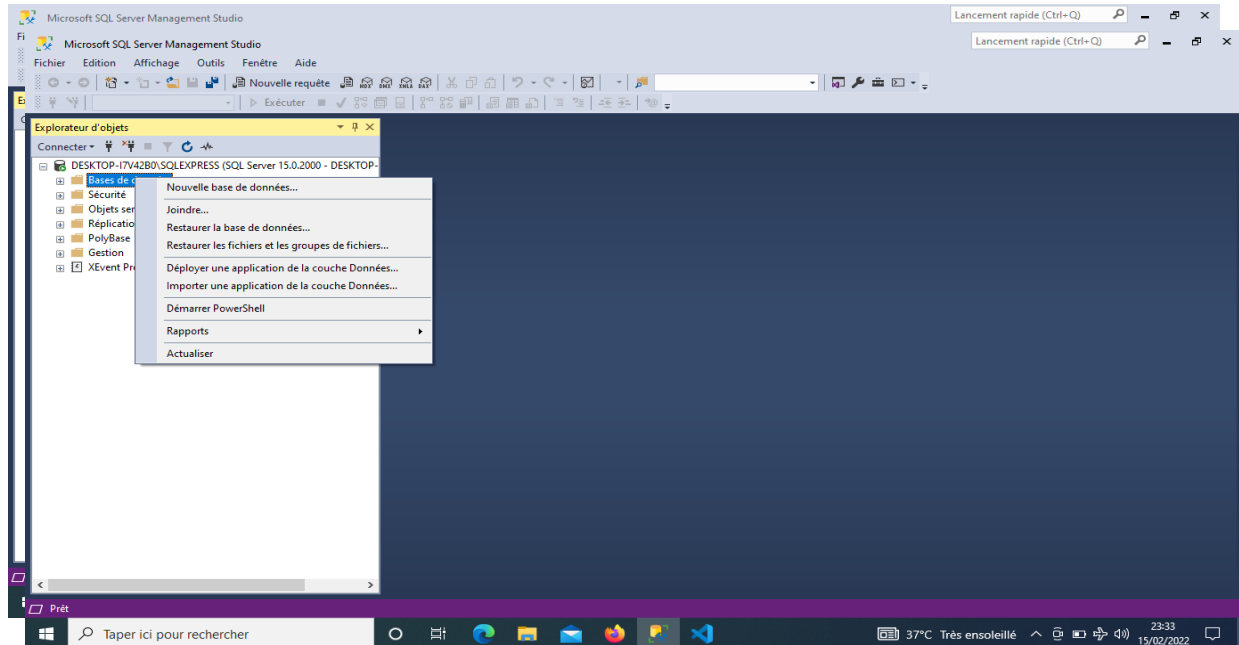 Microsoft SQL Server Management Studio
Lancement rapide (Ctrl+Q)
Fi
Microsoft SQL Server Management Studio
Lancement rapide (Ctrl+Q)
Fichier Edition Affichage Outils Fenêtre Aide
Nouvelle requête
Exécuter
Explorateur d'objets
Connecter
DESKTOP-I7V42B0\SQLEXPRESS (SQL Server 15.0.2000 - DESKTOP-
Bases de
Sécurité
Objets ser
Réplicatio
PolyBase
Gestion
XEvent Pr
Nouvelle base de données...
Joindre...
Restaurer la base de données...
Restaurer les fichiers et les groupes de fichiers...
Déployer une application de la couche Données...
Importer une application de la couche Données...
Démarrer PowerShell
Rapports
Actualiser
Prêt
Taper ici pour rechercher
37°C Très ensoleillé
23:33
15/02/2022